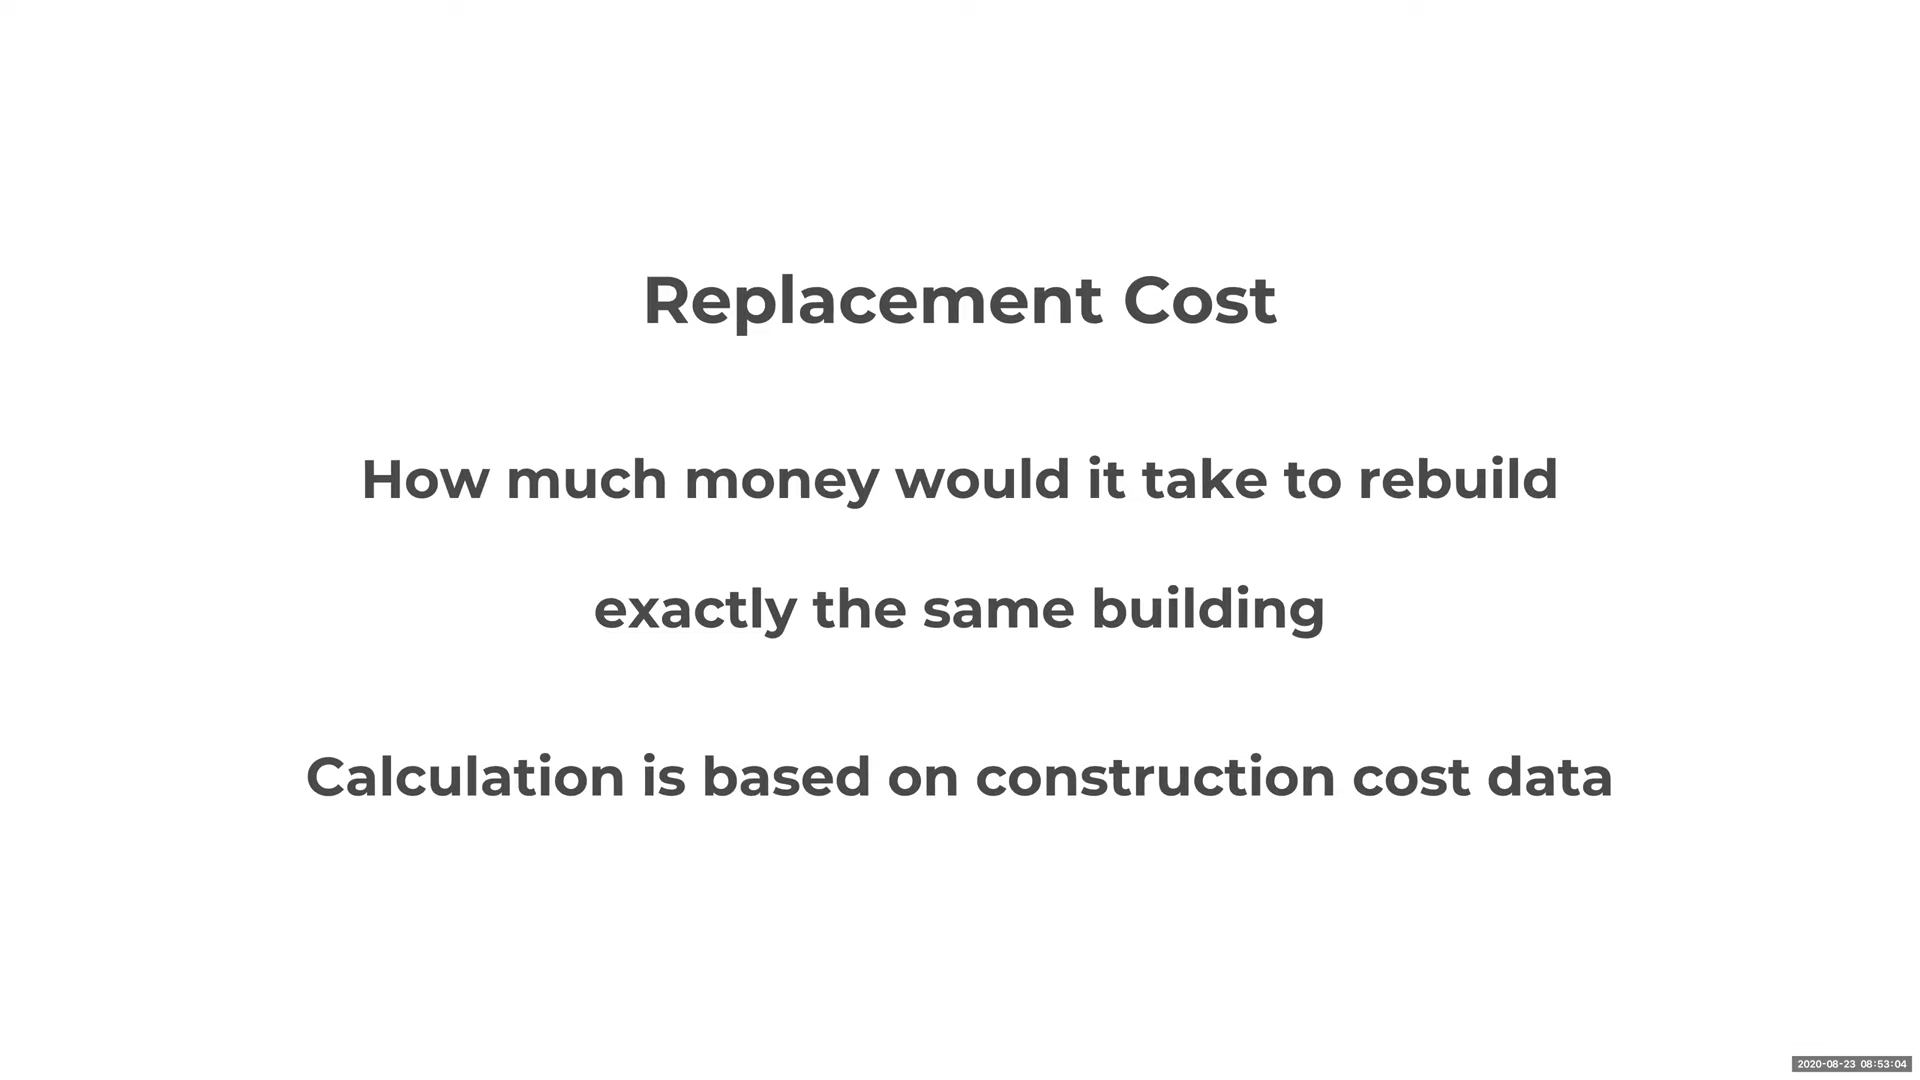 Replacement Cost
How much money would it take to rebuild
exactly the same building
Calculation is based on construction cost data
2020-08-23 08:53:04